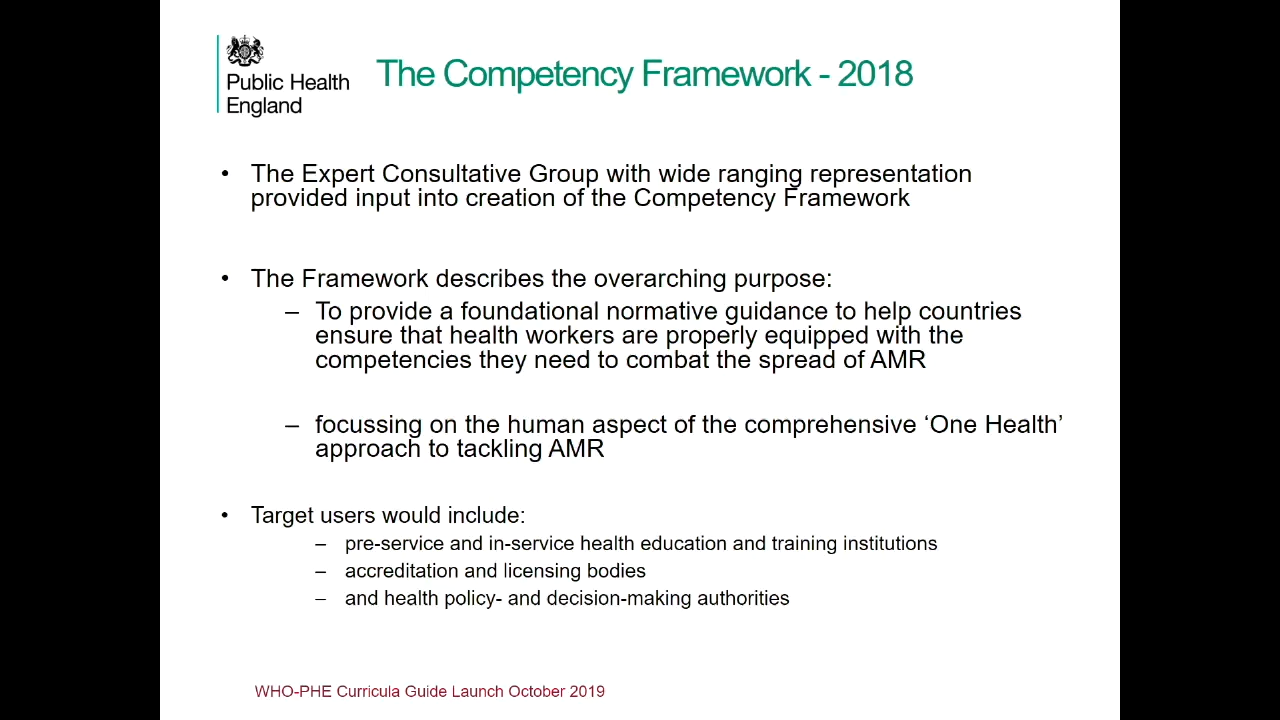 Public Health
England
The Competency Framework - 2018
• The Expert Consultative Group with wide ranging representation
provided input into creation of the Competency Framework
• The Framework describes the overarching purpose:
– To provide a foundational normative guidance to help countries
ensure that health workers are properly equipped with the
competencies they need to combat the spread of AMR
– focussing on the human aspect of the comprehensive ‘One Health’
approach to tackling AMR
• Target users would include:
– pre-service and in-service health education and training institutions
– accreditation and licensing bodies
– and health policy- and decision-making authorities
WHO-PHE Curricula Guide Launch October 2019